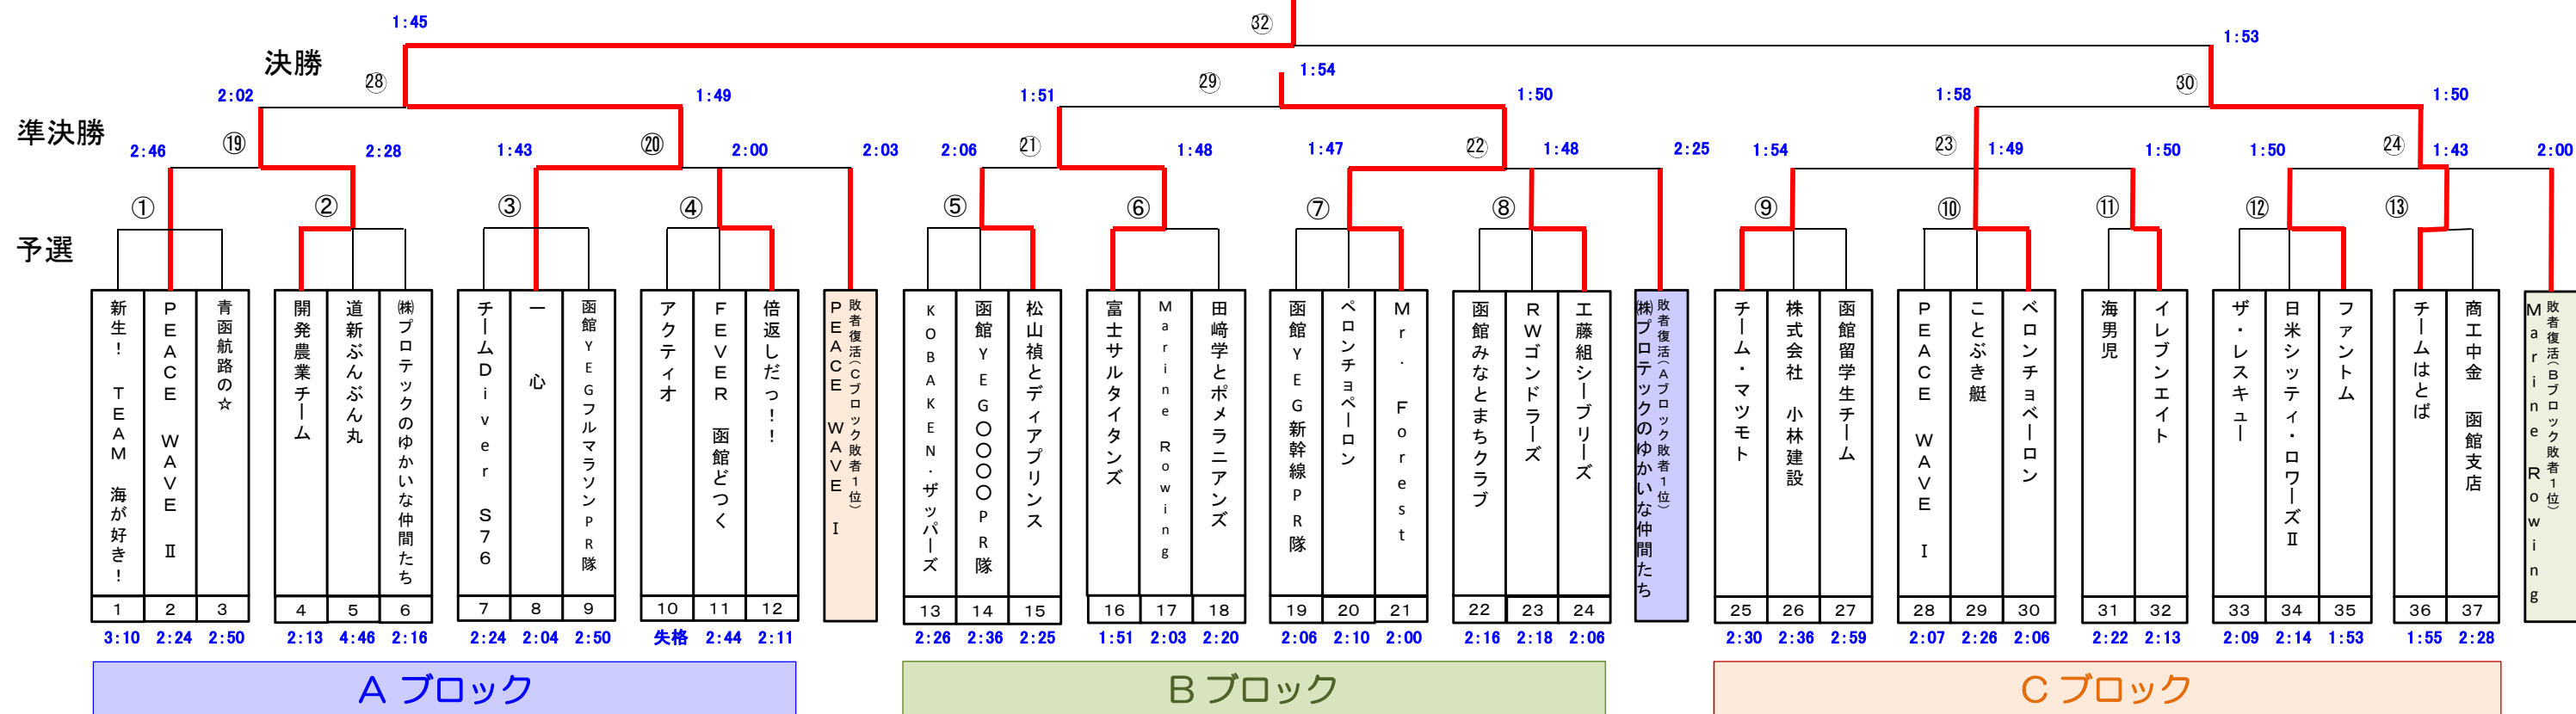 1:45
㉜
1:53
決勝
㉘
㉙
1:54
㉚
2:02
1:49
1:51
1:50
1:58
1:50
準決勝
2:46
⑲
2:28
1:43
⑳
2:00
2:03
2:06
㉑
1:48
1:47
㉒
1:48
2:25
1:54
㉓
1:49
1:50
1:50
㉔
1:43
2:00
予選
①
②
③
④
⑤
⑥
⑦
⑧
⑨
⑩
⑪
⑫
⑬
新生! TEAM 海が好き!
PEACE WAVE Ⅱ
青函航路の☆
開発農業チーム
道新ぶんぶん丸
㈱プロテックのゆかいな仲間たち
チームDiver S76
一 心
函館YEGフルマラソンPR隊
アクティオ
FEVER 函館どつく
倍返しだっ!!
敗者復活(Cブロック敗者1位)
PEACE WAVE Ⅰ
KOBAKEN・ザッパーズ
函館YEG〇〇〇〇PR隊
松山禎とディアプリンス
富士サルタイタンズ
Marine Rowing
田﨑学とポメラニアンズ
函館YEG新幹線PR隊
ペロンチョペーロン
Mr. Forest
函館みなとまちクラブ
RWゴンドラーズ
工藤組シーブリーズ
敗者復活(Aブロック敗者1位)
㈱プロテックのゆかいな仲間たち
チーム・マツモト
株式会社 小林建設
函館留学生チーム
PEACE WAVE Ⅰ
ことぶき艇
ベロンチョベーロン
海男児
イレブンエイト
ザ・レスキュー
日米シッティ・ロワーズⅡ
ファントム
チームはとば
商工中金 函館支店
敗者復活(Bブロック敗者1位)
Marine Rowing
1 2 3 4 5 6 7 8 9 10 11 12 13 14 15 16 17 18 19 20 21 22 23 24 25 26 27 28 29 30 31 32 33 34 35 36 37
3:10 2:24 2:50 2:13 4:46 2:16 2:24 2:04 2:50 失格 2:44 2:11 2:26 2:36 2:25 1:51 2:03 2:20 2:06 2:10 2:00 2:16 2:18 2:06 2:30 2:36 2:59 2:07 2:26 2:06 2:22 2:13 2:09 2:14 1:53 1:55 2:28
A ブロック
B ブロック
C ブロック